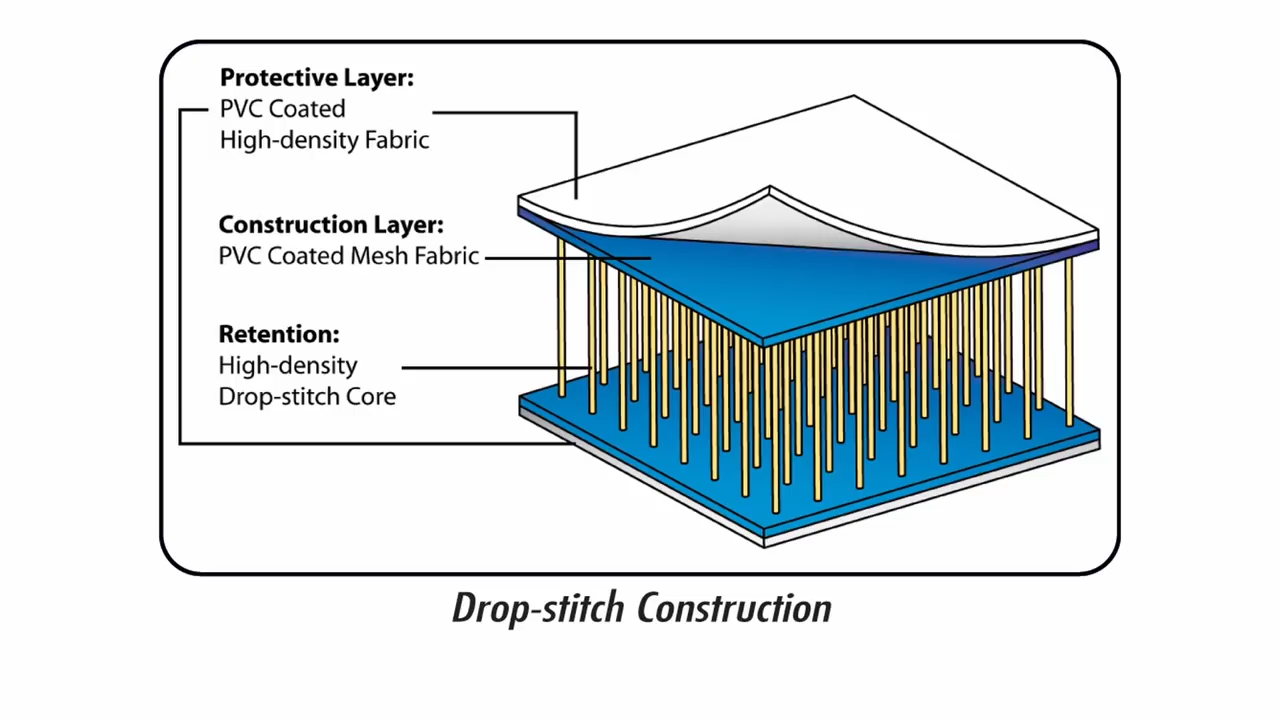 Protective Layer:
PVC Coated
High-density Fabric
Construction Layer:
PVC Coated Mesh Fabric
Retention:
High-density
Drop-stitch Core
Drop-stitch Construction